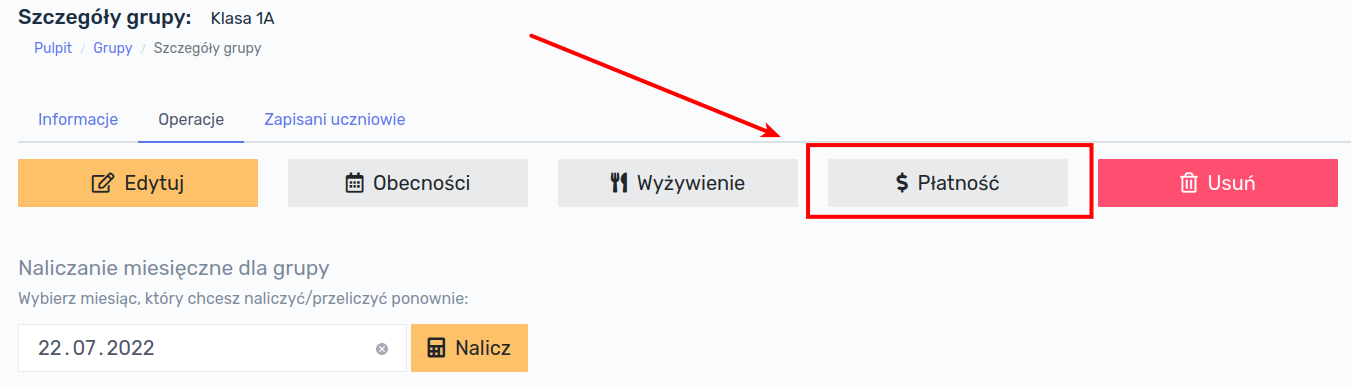 Szczegóły grupy: Klasa 1A
Pulpit / Grupy / Szczegóły grupy
Informacje Operacje Zapisani uczniowie
Edytuj Obecności Wyżywienie $ Płatność Usuń
Naliczanie miesięczne dla grupy
Wybierz miesiąc, który chcesz naliczyć/przeliczyć ponownie:
22.07.2022 Nalicz